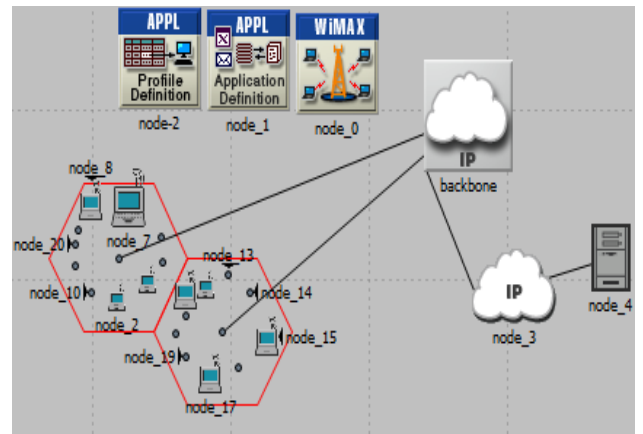 APPL
Profiile
Definition
node-2
APPL
Application
Definition
node_1
WiMAX
node_0
IP
backbone
node_8
node_20
node_7
node_10
node_2
node_13
node_14
node_15
node_19
node_17
IP
node_3
node_4